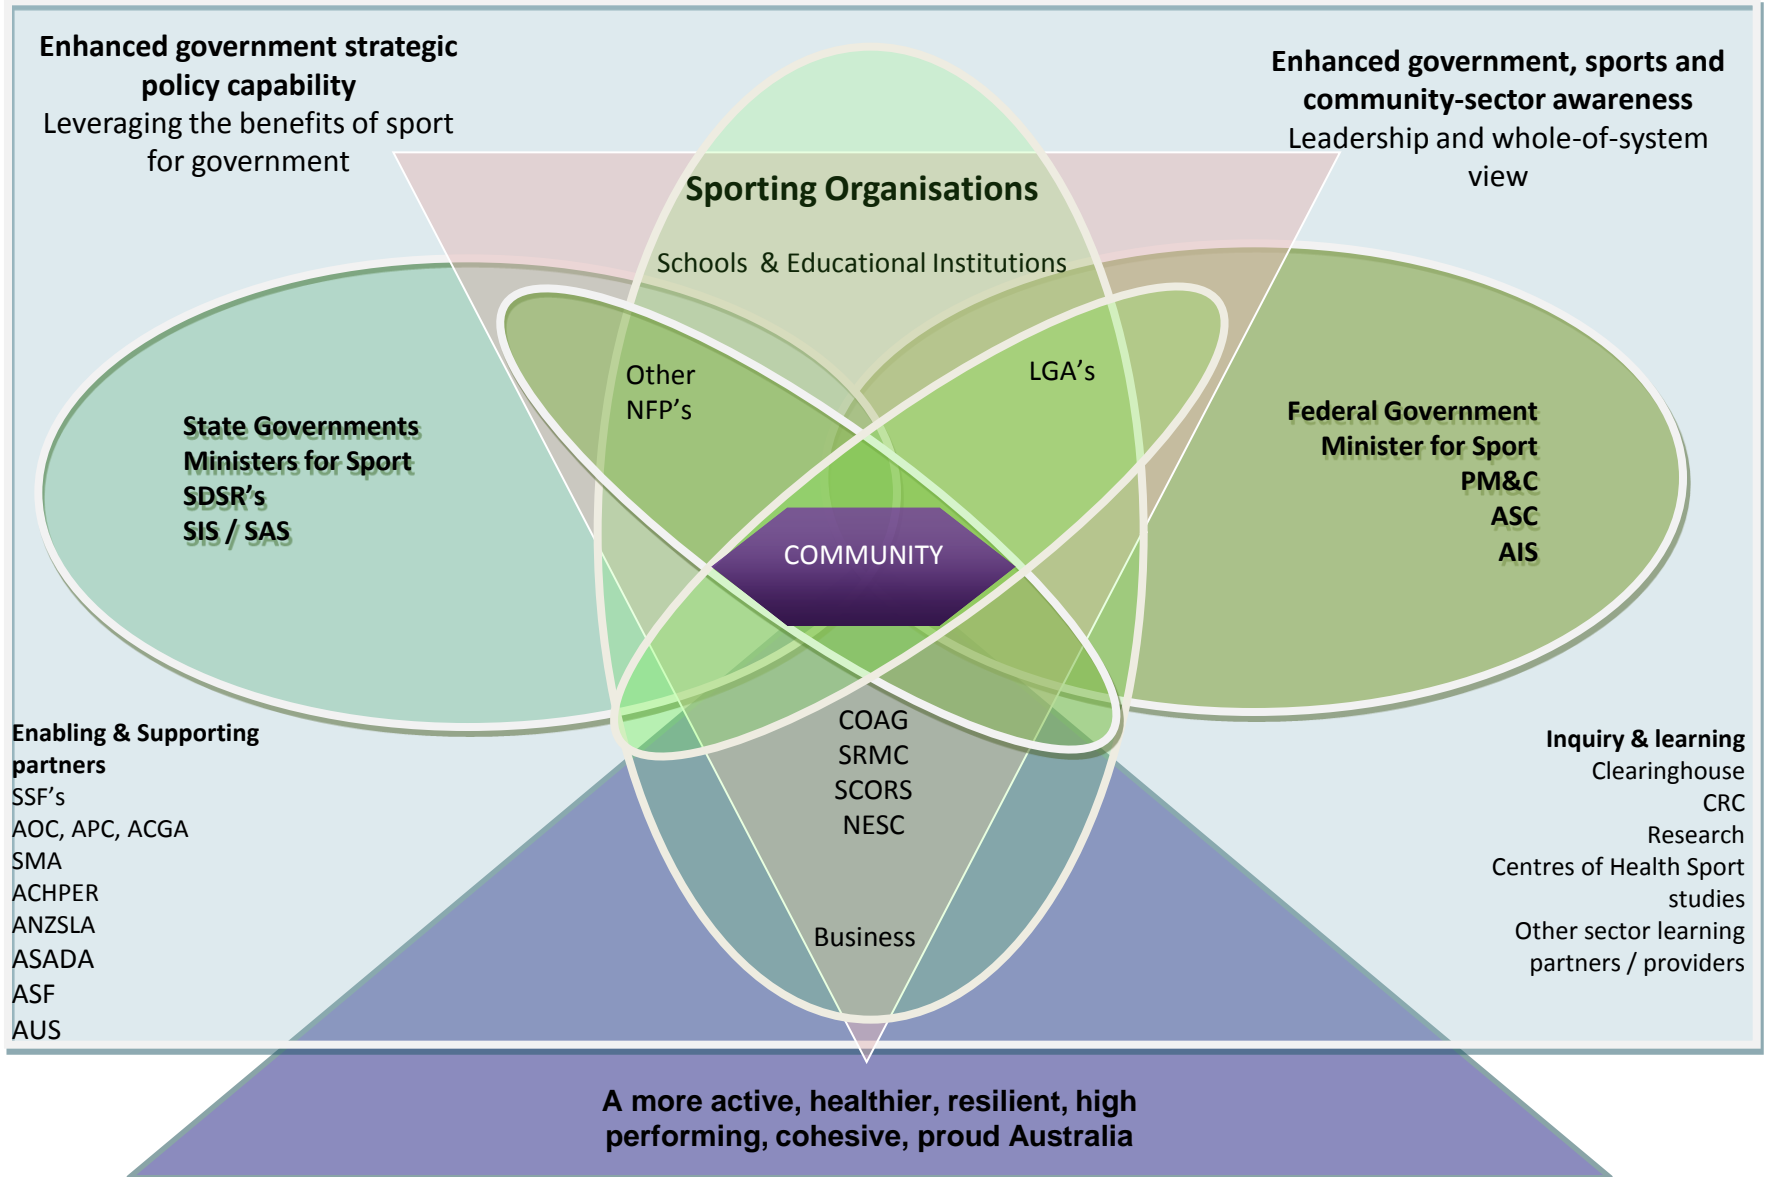 Enhanced government strategic
policy capability
Leveraging the benefits of sport
for government
Enhanced government, sports and
community-sector awareness
Leadership and whole-of-system
view
Sporting Organisations
Schools & Educational Institutions
Other
NFP's
LGA's
State Governments
Ministers for Sport
SDSR's
SIS / SAS
Federal Government
Minister for Sport
PM&C
ASC
AIS
COMMUNITY
COAG
SRMC
SCORS
NESC
Business
Enabling & Supporting
partners
SSF's
AOC, APC, ACGA
SMA
ACHPER
ANZSLA
ASADA
ASF
AUS
Inquiry & learning
Clearinghouse
CRC
Research
Centres of Health Sport
studies
Other sector learning
partners / providers
A more active, healthier, resilient, high
performing, cohesive, proud Australia